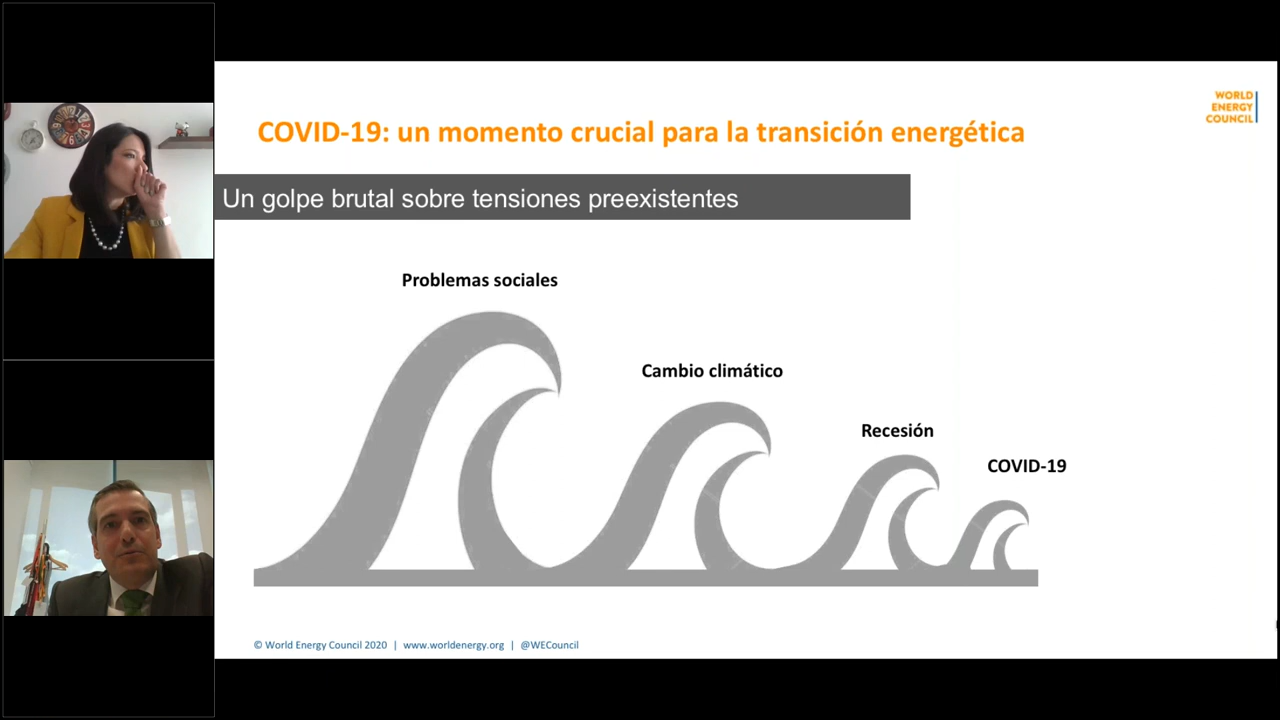 WORLD
ENERGY
COUNCIL
COVID-19: un momento crucial para la transición energética
Un golpe brutal sobre tensiones preexistentes
Problemas sociales
Cambio climático
Recesión
COVID-19
© World Energy Council 2020 | www.worldenergy.org | @WECouncil